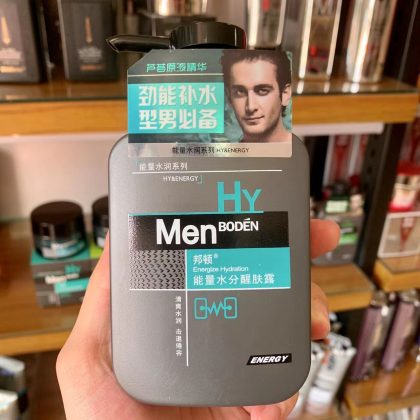 芦荟原液精华
劲能补水
型男必备
能量水润系列 HY&ENERGY
能量水润系列
HY&ENERGY
Hy
Men BODÉN
邦顿®
Energize Hydration
能量水分醒肤露
清爽水润 击退倦容
ENERGY